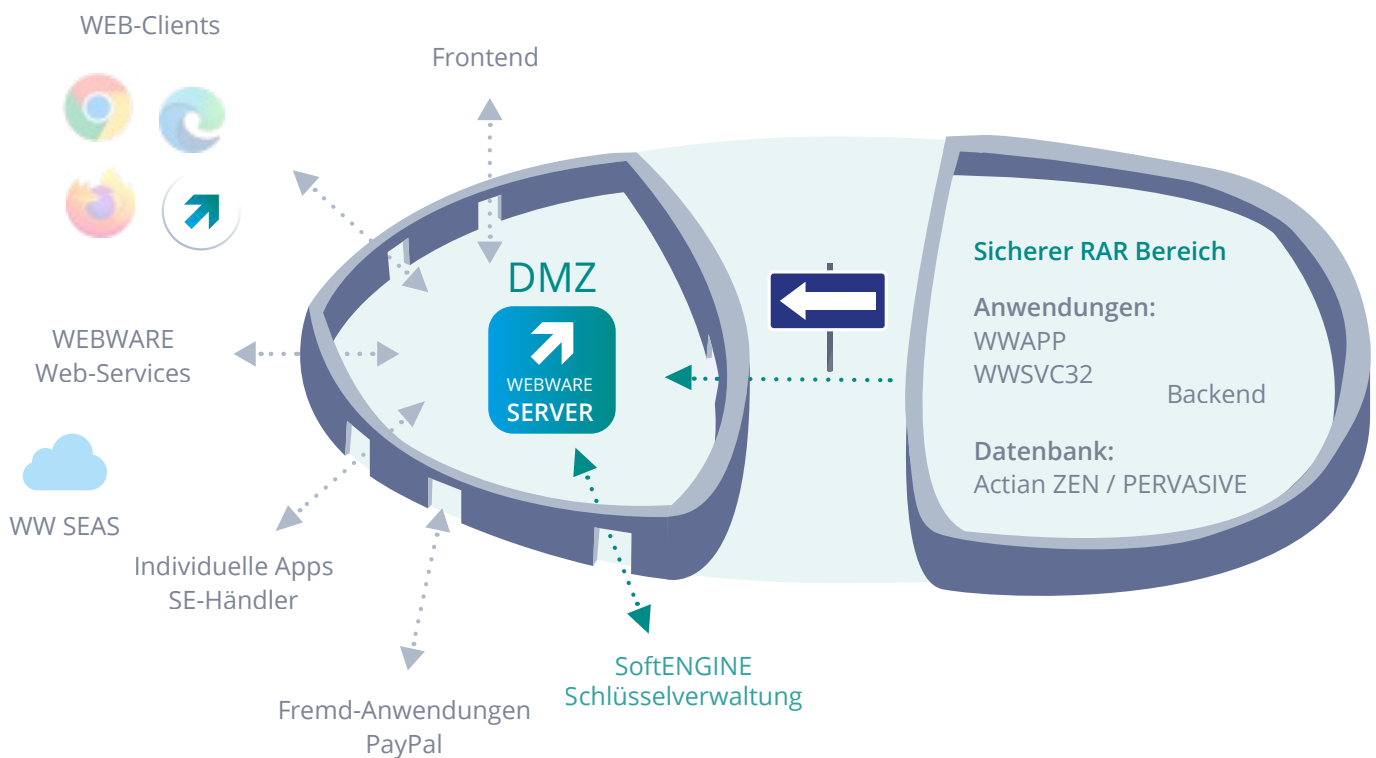 WEB-Clients
Frontend
WEBWARE
Web-Services
WW SEAS
Individuelle Apps
SE-Händler
Fremd-Anwendungen
PayPal
SoftENGINE
Schlüsselverwaltung
DMZ
WEBWARE
SERVER
Sicherer RAR Bereich
Anwendungen:
WWAPP
WWSVC32
Backend
Datenbank:
Actian ZEN / PERVASIVE